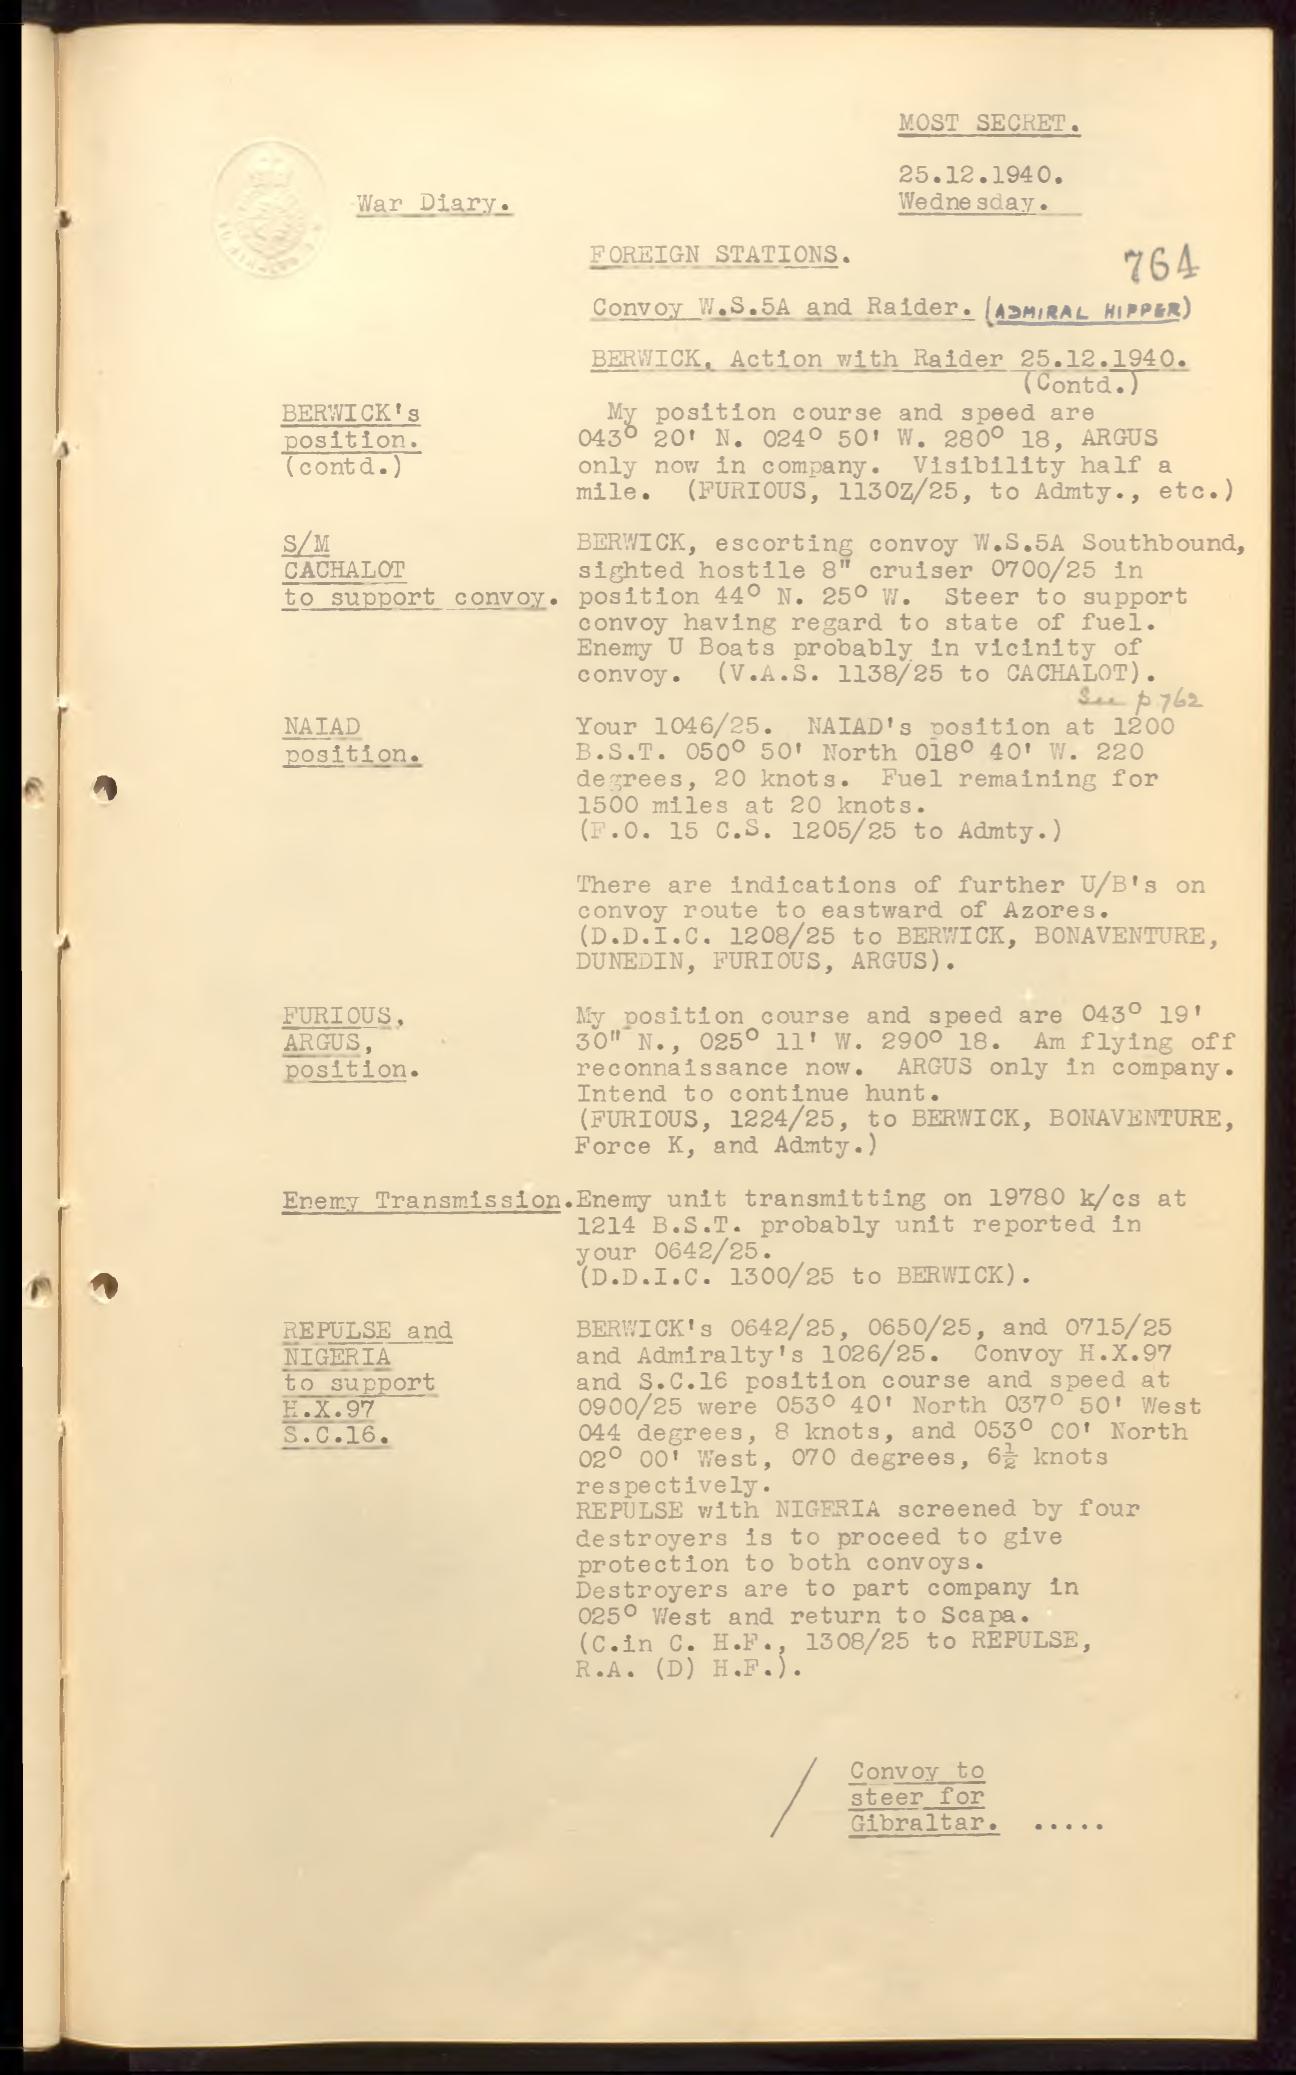 MOST SECRET.
25.12.1940.
War Diary.
Wednesday.
FOREIGN STATIONS.
764
Convoy W.S.5A and Raider. (ADMIRAL HIPPER)
BERWICK, Action with Raider 25.12.1940.
(Contd.)
BERWICK's
position.
(contd.)
My position course and speed are
043° 20' N. 024° 50' W. 280° 18, ARGUS
only now in company. Visibility half a
mile. (FURIOUS, 1130Z/25, to Admty., etc.)
S/M
CACHALOT
to support convoy.
BERWICK, escorting convoy W.S.5A Southbound,
sighted hostile 8" cruiser 0700/25 in
position 44° N. 25° W. Steer to support
convoy having regard to state of fuel.
Enemy U Boats probably in vicinity of
convoy. (V.A.S. 1138/25 to CACHALOT).
See p 762
NAIAD
position.
Your 1046/25. NAIAD's position at 1200
B.S.T. 050° 50' North 018° 40' W. 220
degrees, 20 knots. Fuel remaining for
1500 miles at 20 knots.
(F.O. 15 C.S. 1205/25 to Admty.)
There are indications of further U/B's on
convoy route to eastward of Azores.
(D.D.I.C. 1208/25 to BERWICK, BONAVENTURE,
DUNEDIN, FURIOUS, ARGUS).
FURIOUS,
ARGUS,
position.
My position course and speed are 043° 19'
30" N., 025° 11' W. 290° 18. Am flying off
reconnaissance now. ARGUS only in company.
Intend to continue hunt.
(FURIOUS, 1224/25, to BERWICK, BONAVENTURE,
Force K, and Admty.)
Enemy Transmission.
Enemy unit transmitting on 19780 k/cs at
1214 B.S.T. probably unit reported in
your 0642/25.
(D.D.I.C. 1300/25 to BERWICK).
REPULSE and
NIGERIA
to support
H.X.97
S.C.16.
BERWICK's 0642/25, 0650/25, and 0715/25
and Admiralty's 1026/25. Convoy H.X.97
and S.C.16 position course and speed at
0900/25 were 053° 40' North 037° 50' West
044 degrees, 8 knots, and 053° 00' North
02° 00' West, 070 degrees, 6½ knots
respectively.
REPULSE with NIGERIA screened by four
destroyers is to proceed to give
protection to both convoys.
Destroyers are to part company in
025° West and return to Scapa.
(C.in C. H.F., 1308/25 to REPULSE,
R.A. (D) H.F.).
/ Convoy to
steer for
Gibraltar. .....